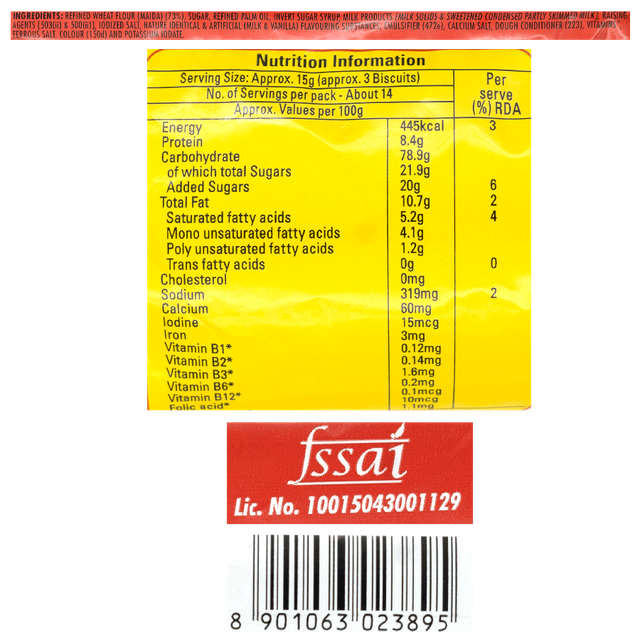 INGREDIENTS: REFINED WHEAT FLOUR (MAIDA) (73%), SUGAR, REFINED PALM OIL, INVERT SUGAR SYRUP, MILK PRODUCTS [MILK SOLIDS & SWEETENED CONDENSED PARTLY SKIMMED MILK], RAISING
AGENTS [503(ii) & 500(ii)], IODIZED SALT, NATURE IDENTICAL & ARTIFICIAL (MILK & VANILLA) FLAVOURING SUBSTANCES, EMULSIFIER (472e), CALCIUM SALT, DOUGH CONDITIONER (223), VITAMINS,
FERROUS SALT, COLOUR (150d) AND POTASSIUM IODATE.
Nutrition Information
Serving Size: Approx. 15g (approx. 3 Biscuits)
No. of Servings per pack - About 14
Approx. Values per 100g
Per
serve
(%) RDA
Energy 445kcal 3
Protein 8.4g
Carbohydrate 78.9g
of which total Sugars 21.9g
Added Sugars 20g 6
Total Fat 10.7g 2
Saturated fatty acids 5.2g 4
Mono unsaturated fatty acids 4.1g
Poly unsaturated fatty acids 1.2g
Trans fatty acids 0g 0
Cholesterol 0mg
Sodium 319mg 2
Calcium 60mg
Iodine 15mcg
Iron 3mg
Vitamin B1* 0.12mg
Vitamin B2* 0.14mg
Vitamin B3* 1.6mg
Vitamin B6* 0.2mg
Vitamin B12* 0.1mcg
Folic acid* 10mcg
1.1mg
fssai
Lic. No. 10015043001129
8 901063 023895